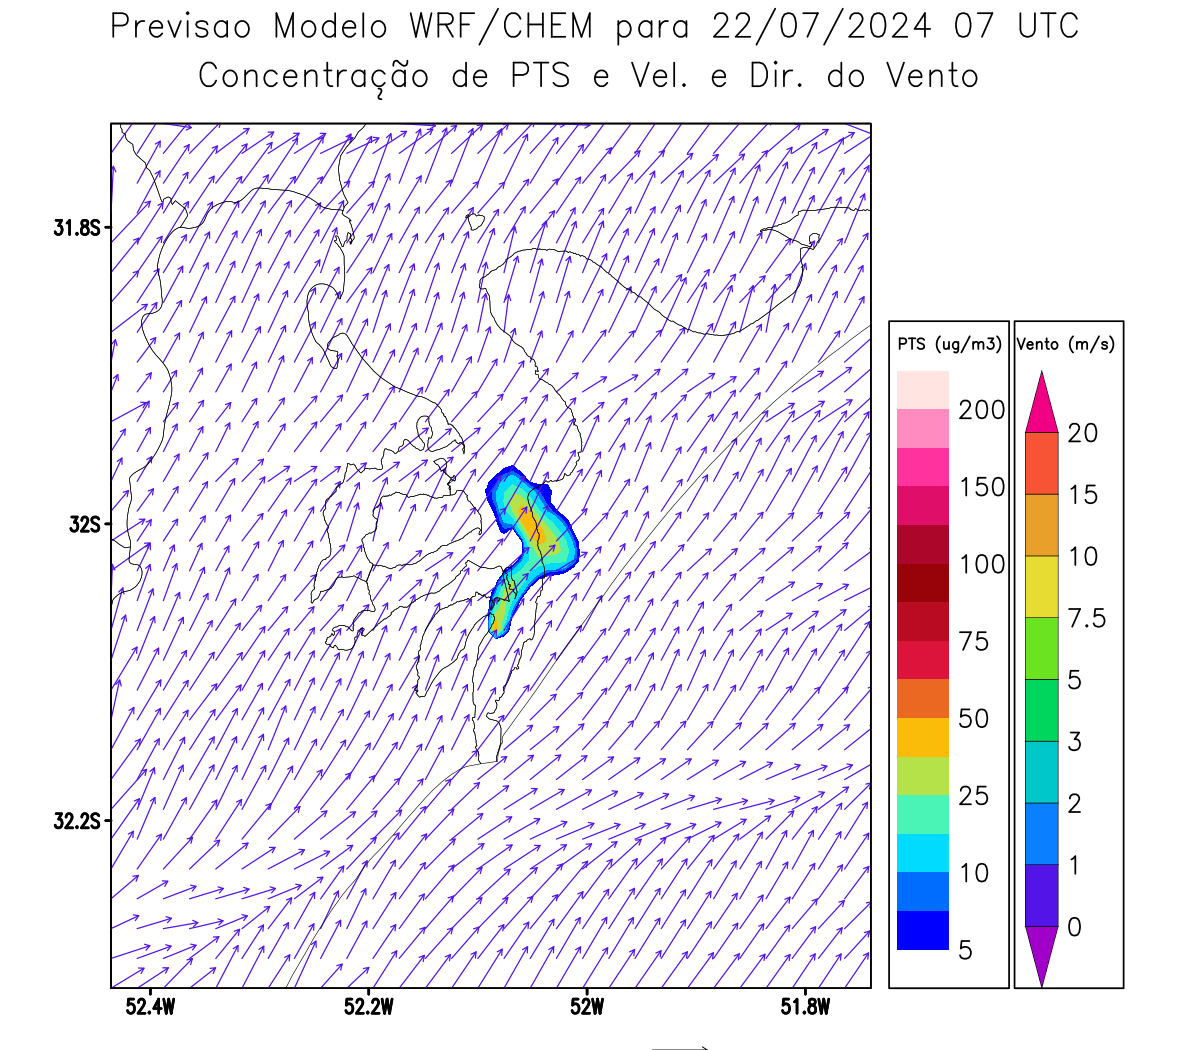 Previsao Modelo WRF/CHEM para 22/07/2024 07 UTC
Concentração de PTS e Vel. e Dir. do Vento
31.8S
32S
32.2S
52.4W
52.2W
52W
51.8W
PTS (ug/m3)
200
150
100
75
50
25
10
5
Vento (m/s)
20
15
10
7.5
5
3
2
1
0